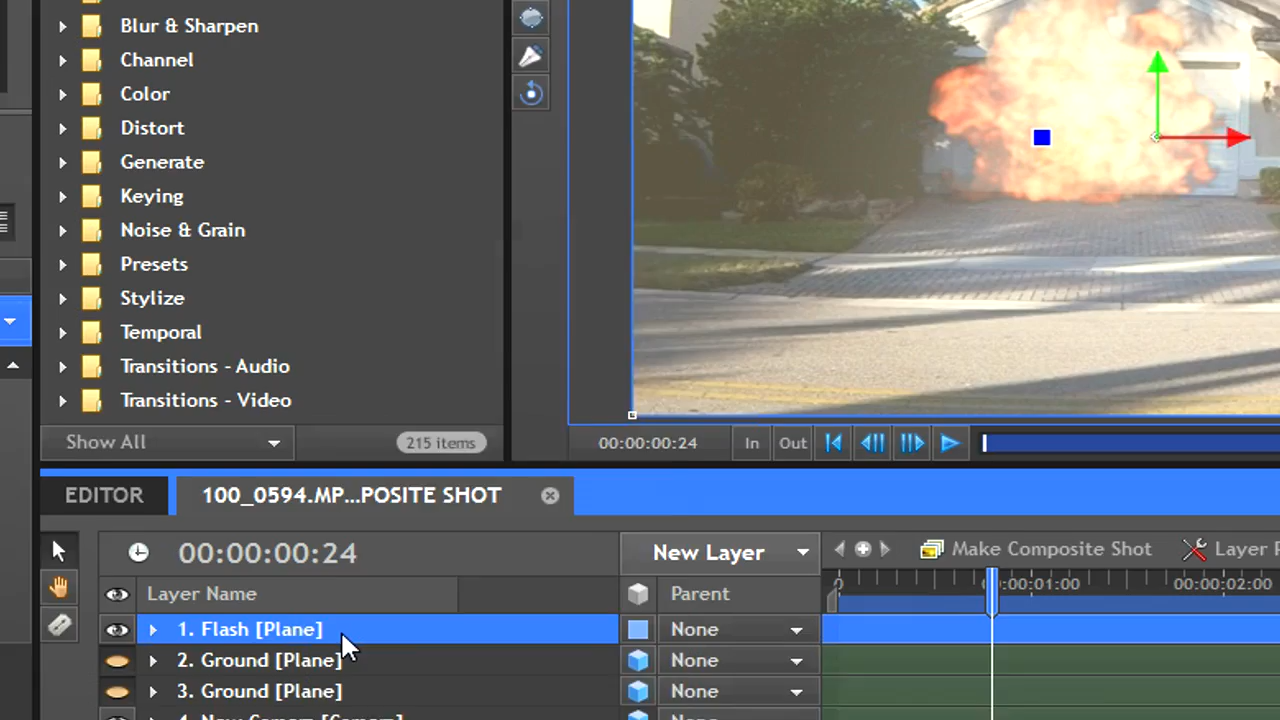 Blur & Sharpen
Channel
Color
Distort
Generate
Keying
Noise & Grain
Presets
Stylize
Temporal
Transitions - Audio
Transitions - Video
Show All
215 items
00:00:00:24
In
Out
EDITOR
100_0594.MP...POSITE SHOT
00:00:00:24
New Layer
Make Composite Shot
Layer
0
:00:01:00
00:00:02:00
Layer Name
Parent
1. Flash [Plane]
None
2. Ground [Plane]
None
3. Ground [Plane]
None
4. New Camera [Camera]